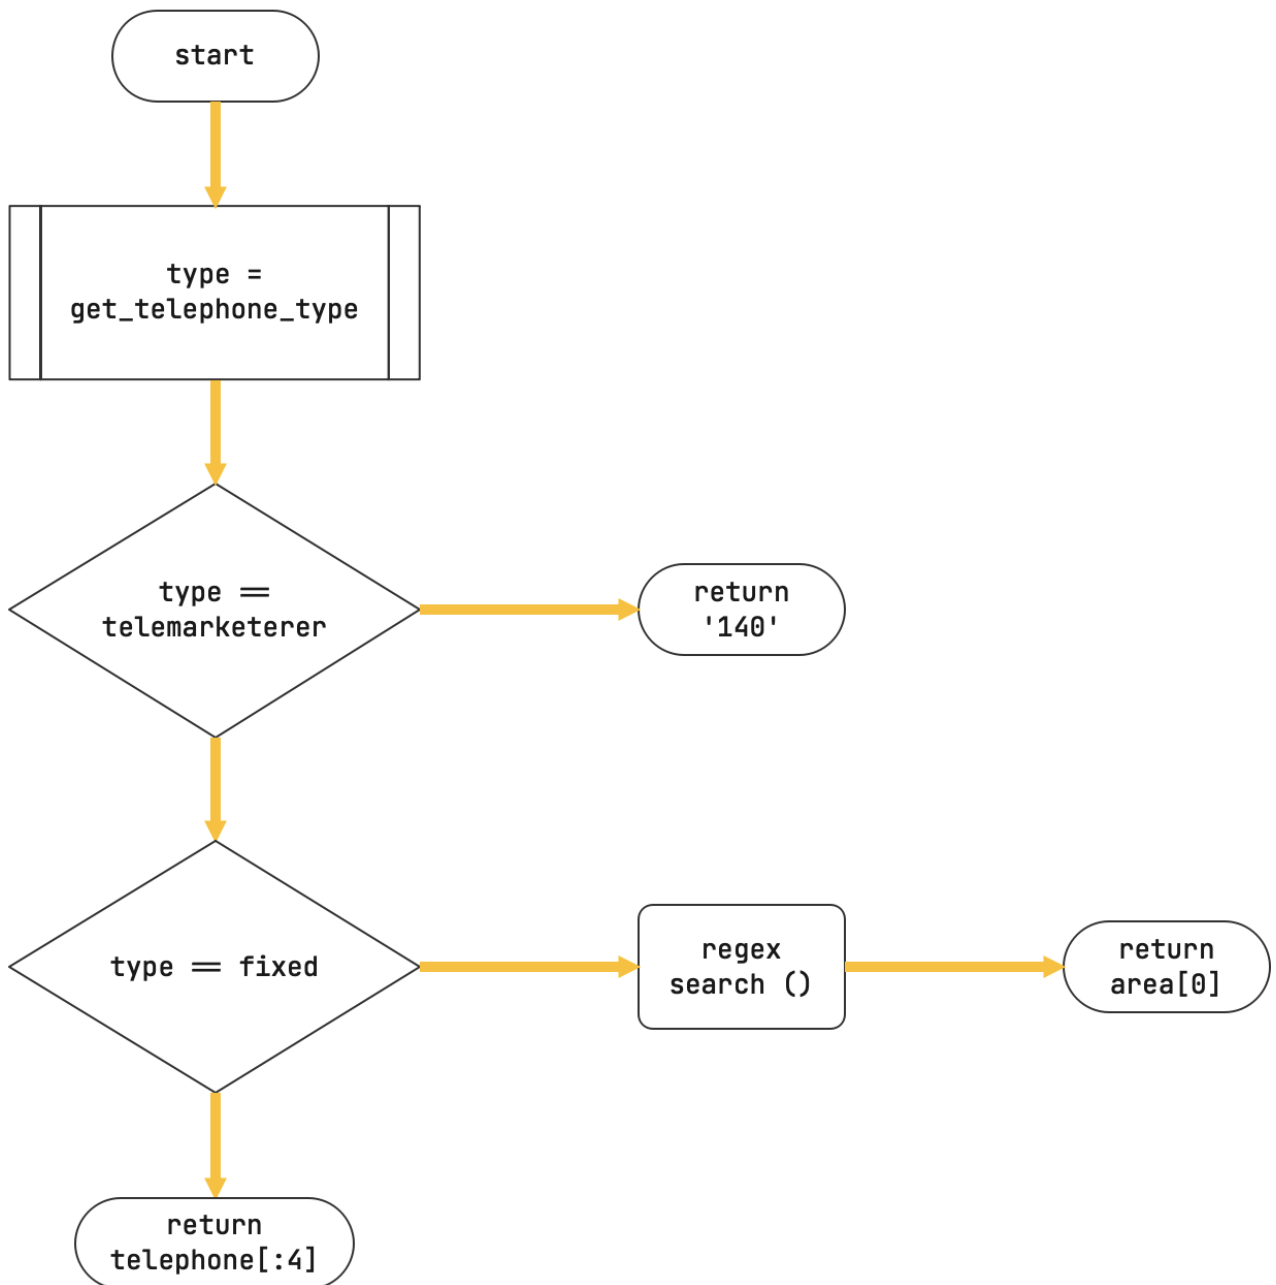 start
type =
get_telephone_type
type ==
telemarketerer
return
'140'
type == fixed
regex
search ()
return
area[0]
return
telephone[:4]